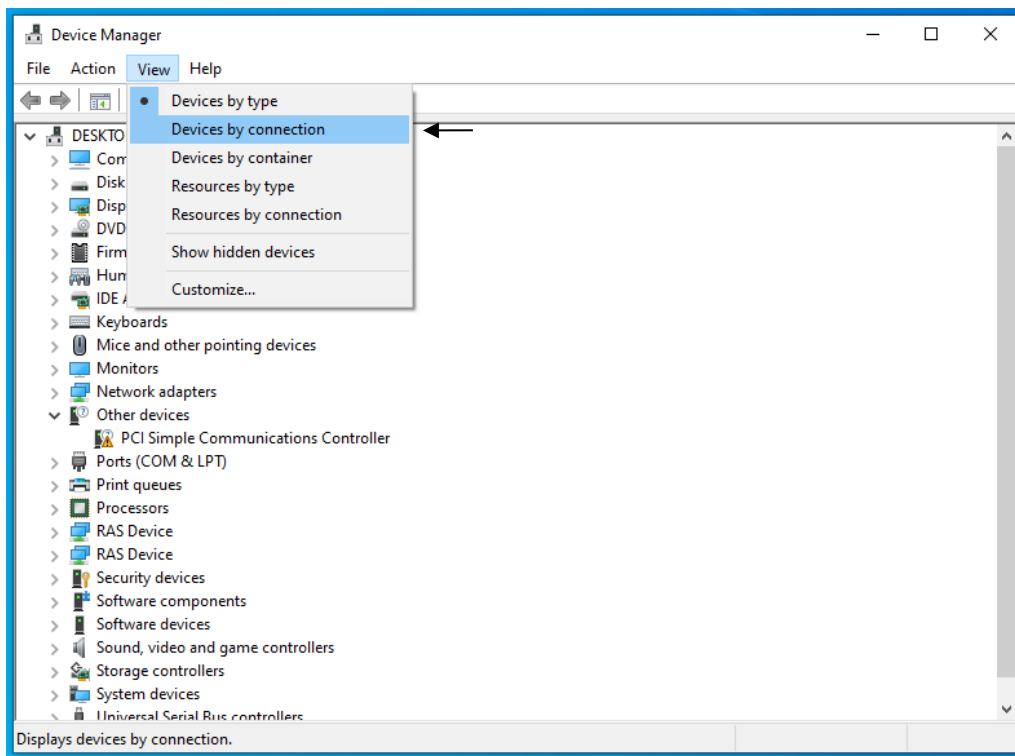 Device Manager
File Action View Help
Devices by type
Devices by connection
Devices by container
Resources by type
Resources by connection
Show hidden devices
Customize...
DESKTO
Com
Disk
Disp
DVD
Firm
Hum
IDE A
Keyboards
Mice and other pointing devices
Monitors
Network adapters
Other devices
PCI Simple Communications Controller
Ports (COM & LPT)
Print queues
Processors
RAS Device
RAS Device
Security devices
Software components
Software devices
Sound, video and game controllers
Storage controllers
System devices
Universal Serial Bus controllers
Displays devices by connection.